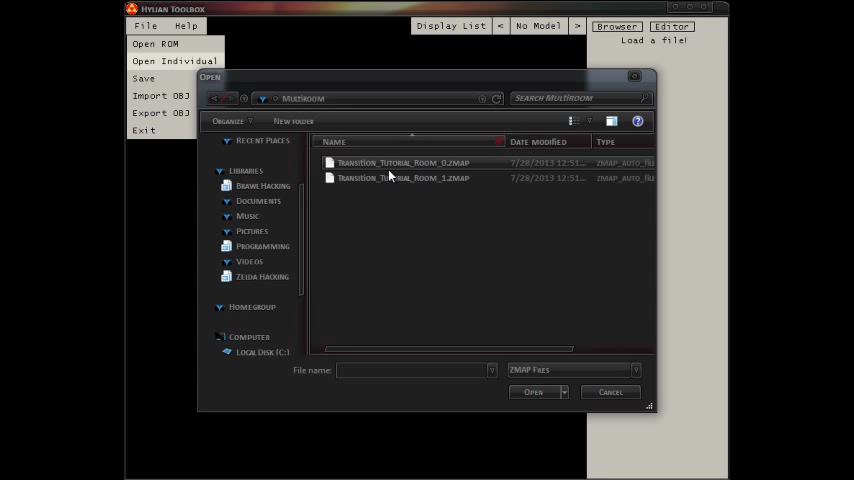 Hylian Toolbox
File Help
Display List < No Model >
Browser Editor
Load a file!
Open ROM
Open Individual
Save
Import OBJ
Export OBJ
Exit
Open
Multiroom
Search Multiroom
Organize New folder
Name Date modified Type
Recent Places
Libraries
Brawl Hacking
Documents
Music
Pictures
Programming
Videos
Zelda Hacking
Homegroup
Computer
Local Disk (C:)
Transition_Tutorial_Room_0.zmap 7/28/2013 12:51... ZMAP_auto_file
Transition_Tutorial_Room_1.zmap 7/28/2013 12:51... ZMAP_auto_file
File name: ZMAP Files
Open Cancel